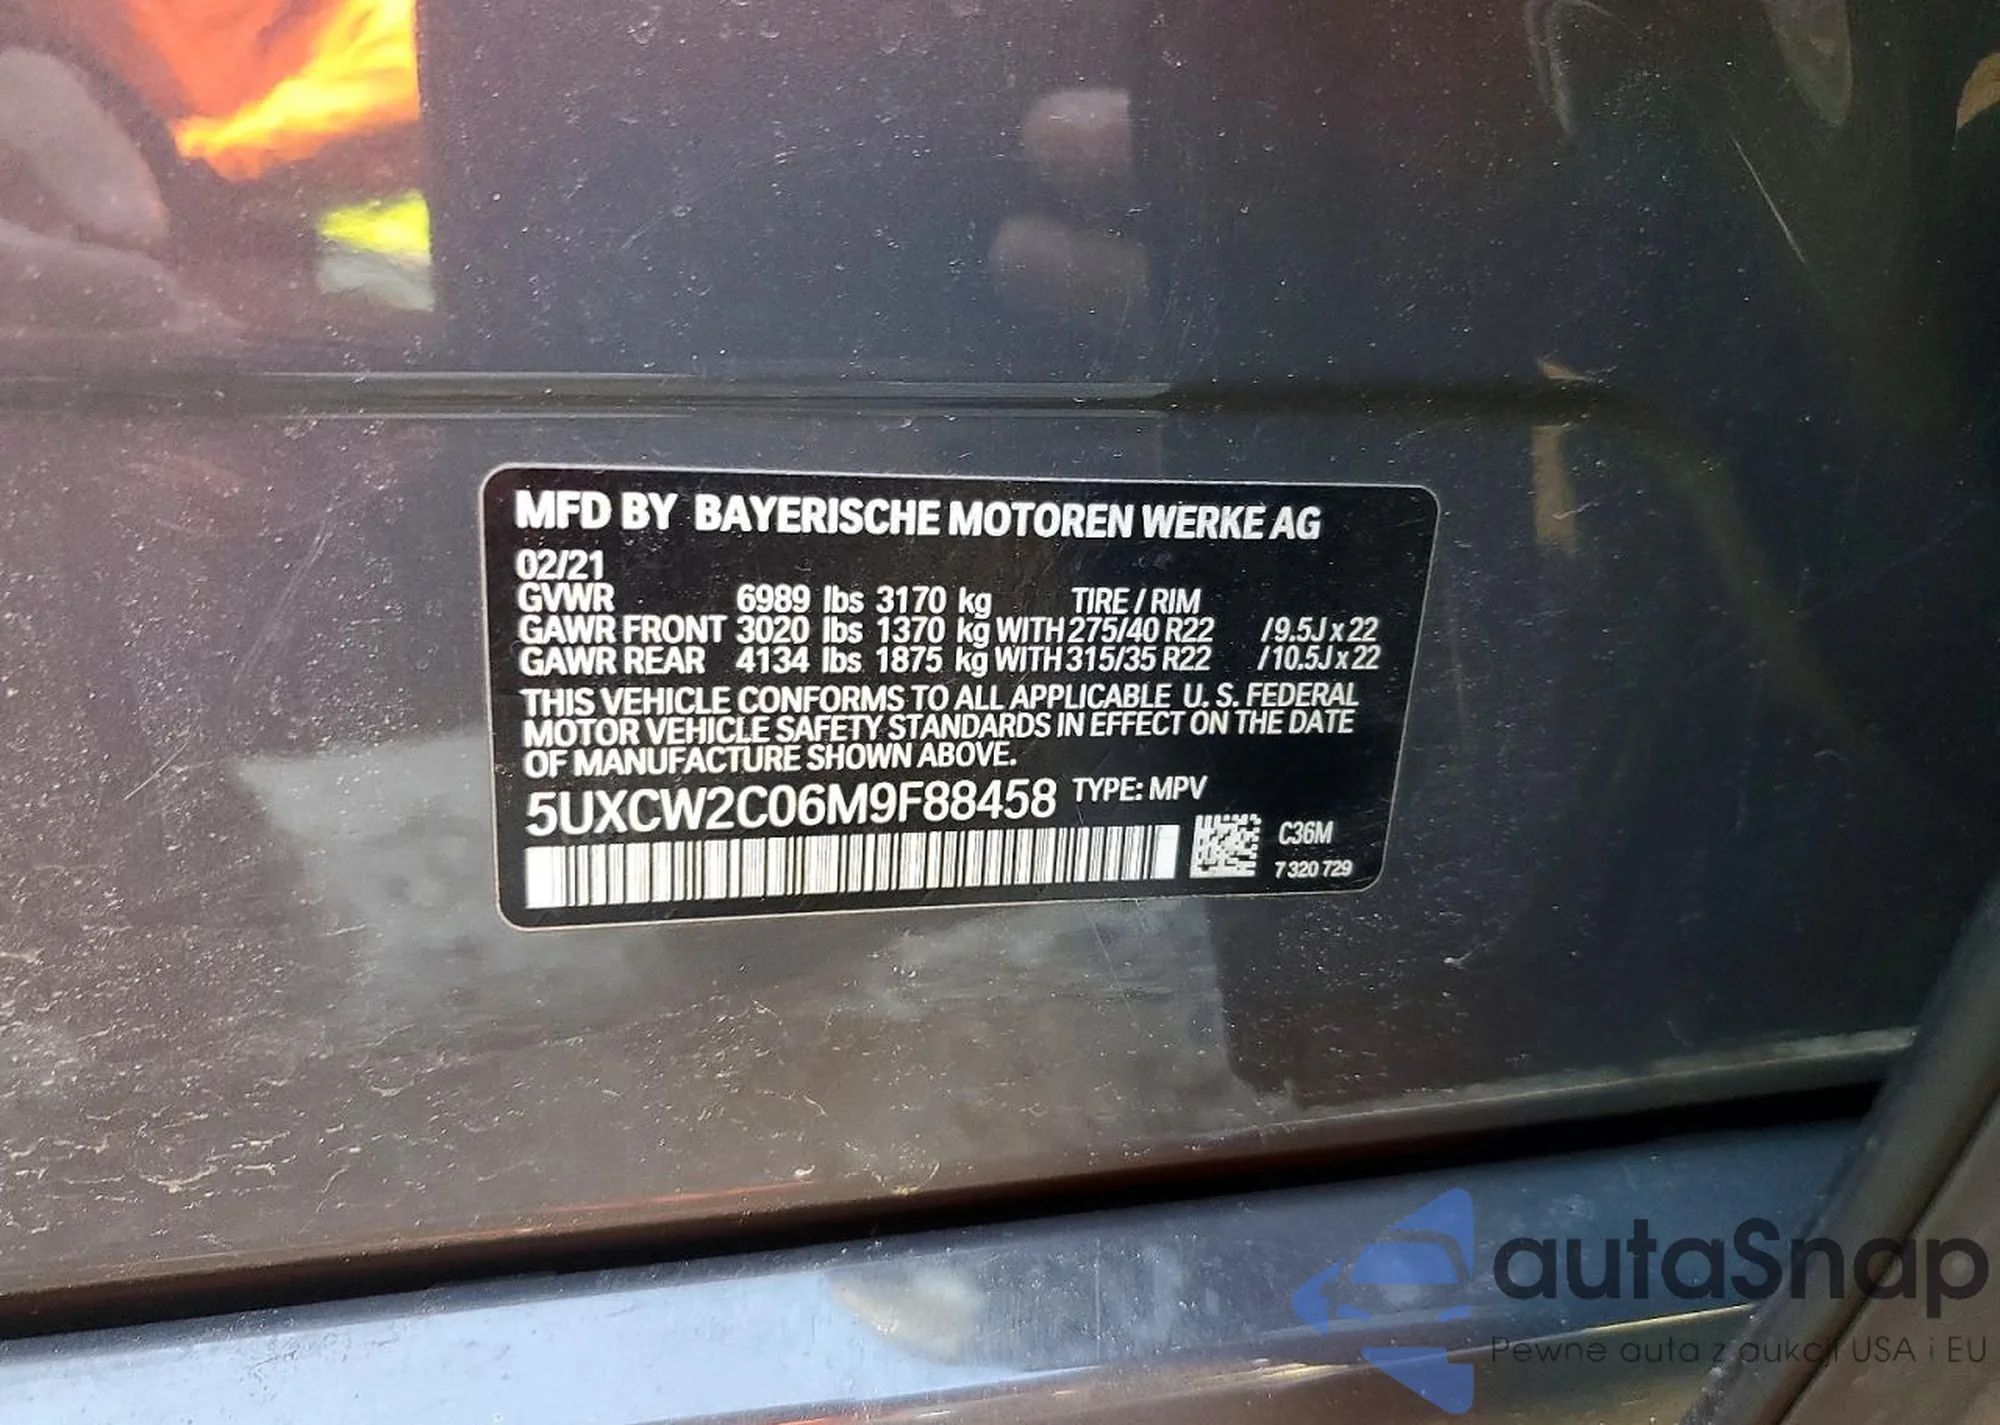 MFD BY BAYERISCHE MOTOREN WERKE AG
02/21
GVWR 6989 lbs 3170 kg TIRE / RIM
GAWR FRONT 3020 lbs 1370 kg WITH 275/40 R22 /9.5J x 22
GAWR REAR 4134 lbs 1875 kg WITH 315/35 R22 /10.5J x 22
THIS VEHICLE CONFORMS TO ALL APPLICABLE U. S. FEDERAL
MOTOR VEHICLE SAFETY STANDARDS IN EFFECT ON THE DATE
OF MANUFACTURE SHOWN ABOVE.
5UXCW2C06M9F88458 TYPE: MPV
C36M
7 320 729
autaSnap
Pewne auta z aukcji USA i EU